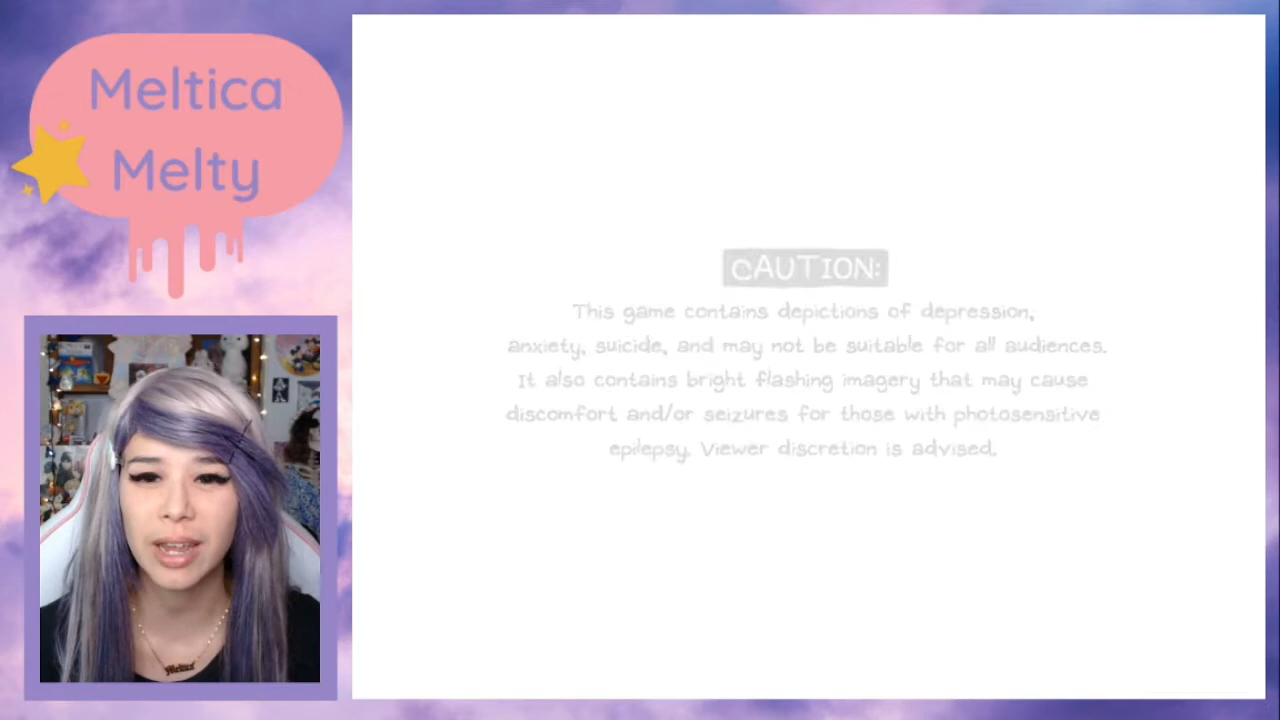 Meltica
Melty
CAUTION:
This game contains depictions of depression,
anxiety, suicide, and may not be suitable for all audiences.
It also contains bright flashing imagery that may cause
discomfort and/or seizures for those with photosensitive
epilepsy. Viewer discretion is advised.